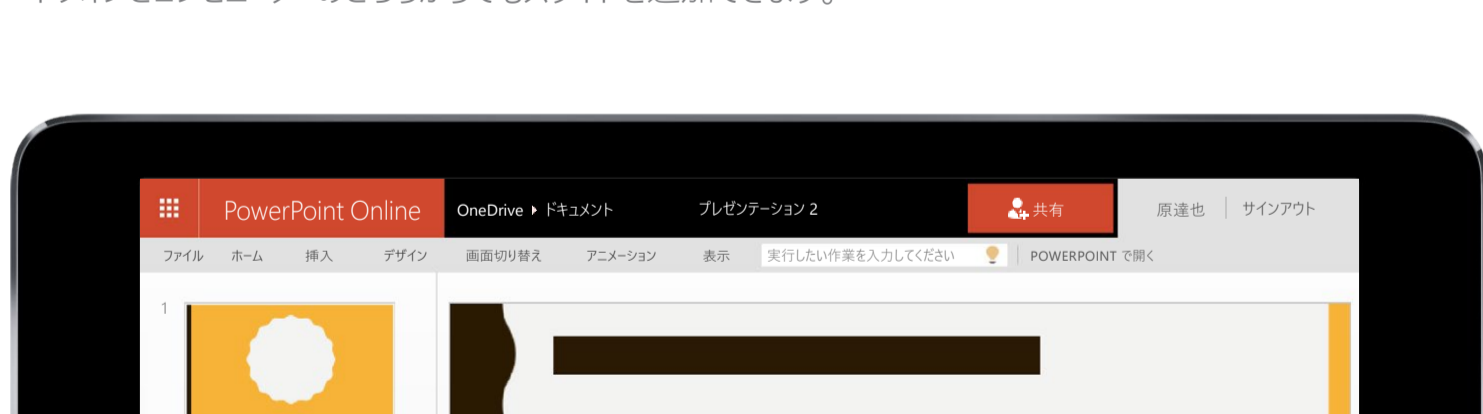 PowerPoint Online OneDrive ▸ ドキュメント プレゼンテーション 2 共有 原達也 サインアウト
ファイル ホーム 挿入 デザイン 画面切り替え アニメーション 表示 実行したい作業を入力してください POWERPOINT で開く
1